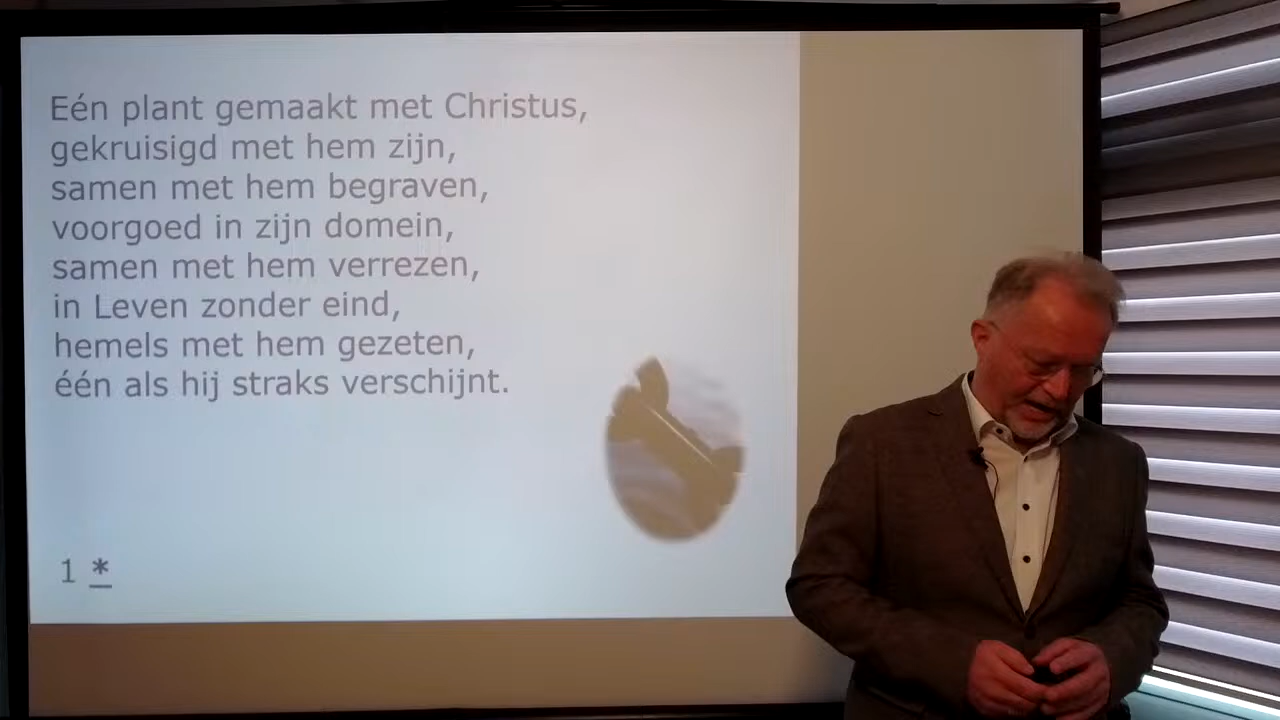 Eén plant gemaakt met Christus,
gekruisigd met hem zijn,
samen met hem begraven,
voorgoed in zijn domein,
samen met hem verrezen,
in Leven zonder eind,
hemels met hem gezeten,
één als hij straks verschijnt.
1 *